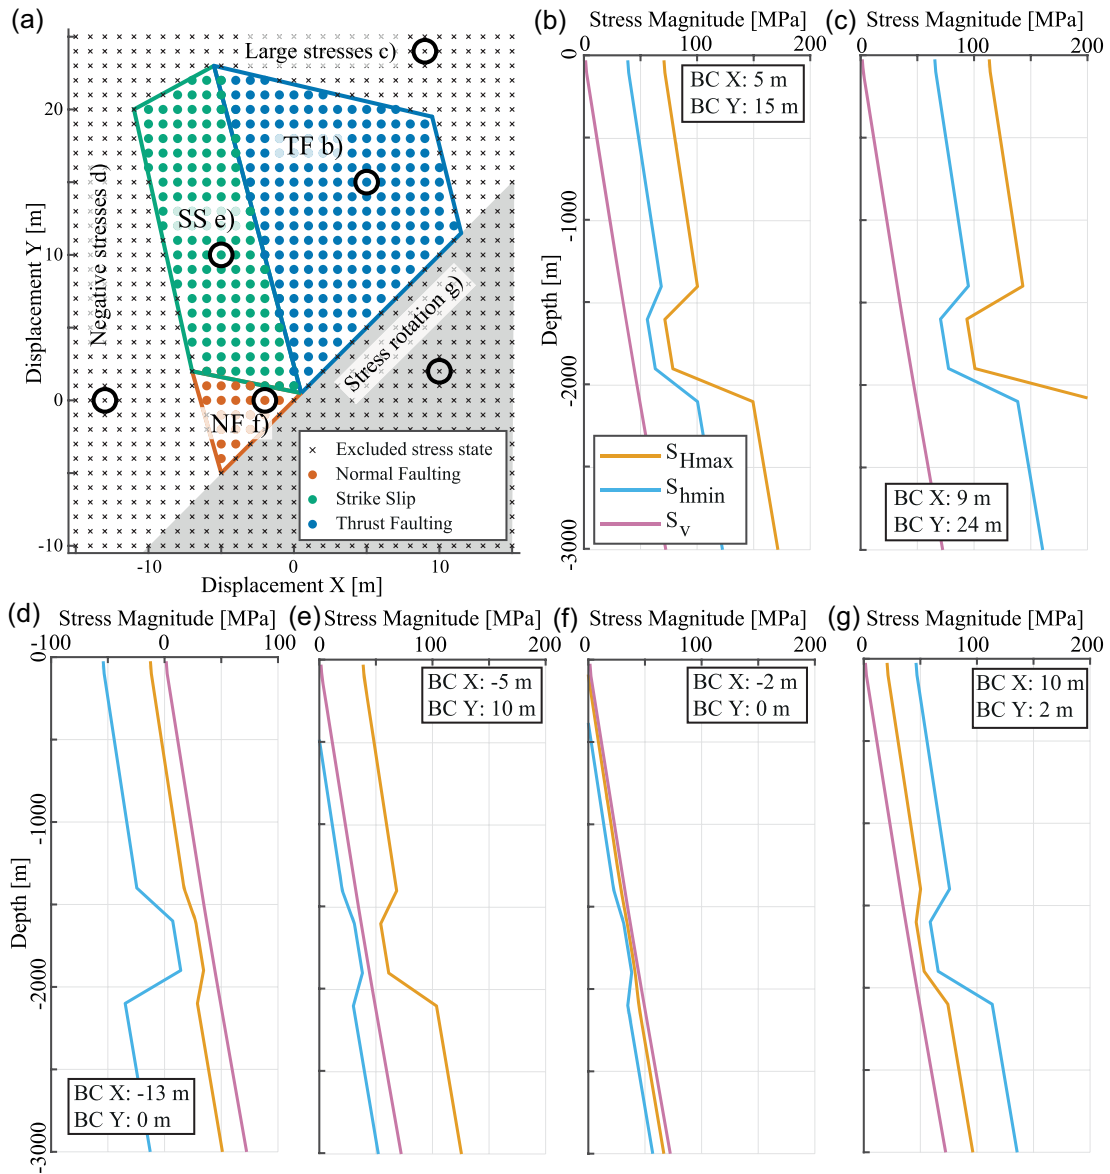 (a)
Large stresses c)
TF b)
SS e)
NF f)
Negative stresses d)
Stress rotation g)
Displacement Y [m]
20
10
0
-10
× Excluded stress state
Normal Faulting
Strike Slip
Thrust Faulting
-10 0 10
Displacement X [m]
(b) Stress Magnitude [MPa]
0 100 200
BC X: 5 m
BC Y: 15 m
0
-1000
-2000
-3000
Depth [m]
SHmax
Shmin
Sv
(c) Stress Magnitude [MPa]
0 100 200
BC X: 9 m
BC Y: 24 m
(d) Stress Magnitude [MPa]
-100 0 100
0
-1000
-2000
-3000
Depth [m]
BC X: -13 m
BC Y: 0 m
(e) Stress Magnitude [MPa]
0 100 200
BC X: -5 m
BC Y: 10 m
(f) Stress Magnitude [MPa]
0 100 200
BC X: -2 m
BC Y: 0 m
(g) Stress Magnitude [MPa]
0 100 200
BC X: 10 m
BC Y: 2 m